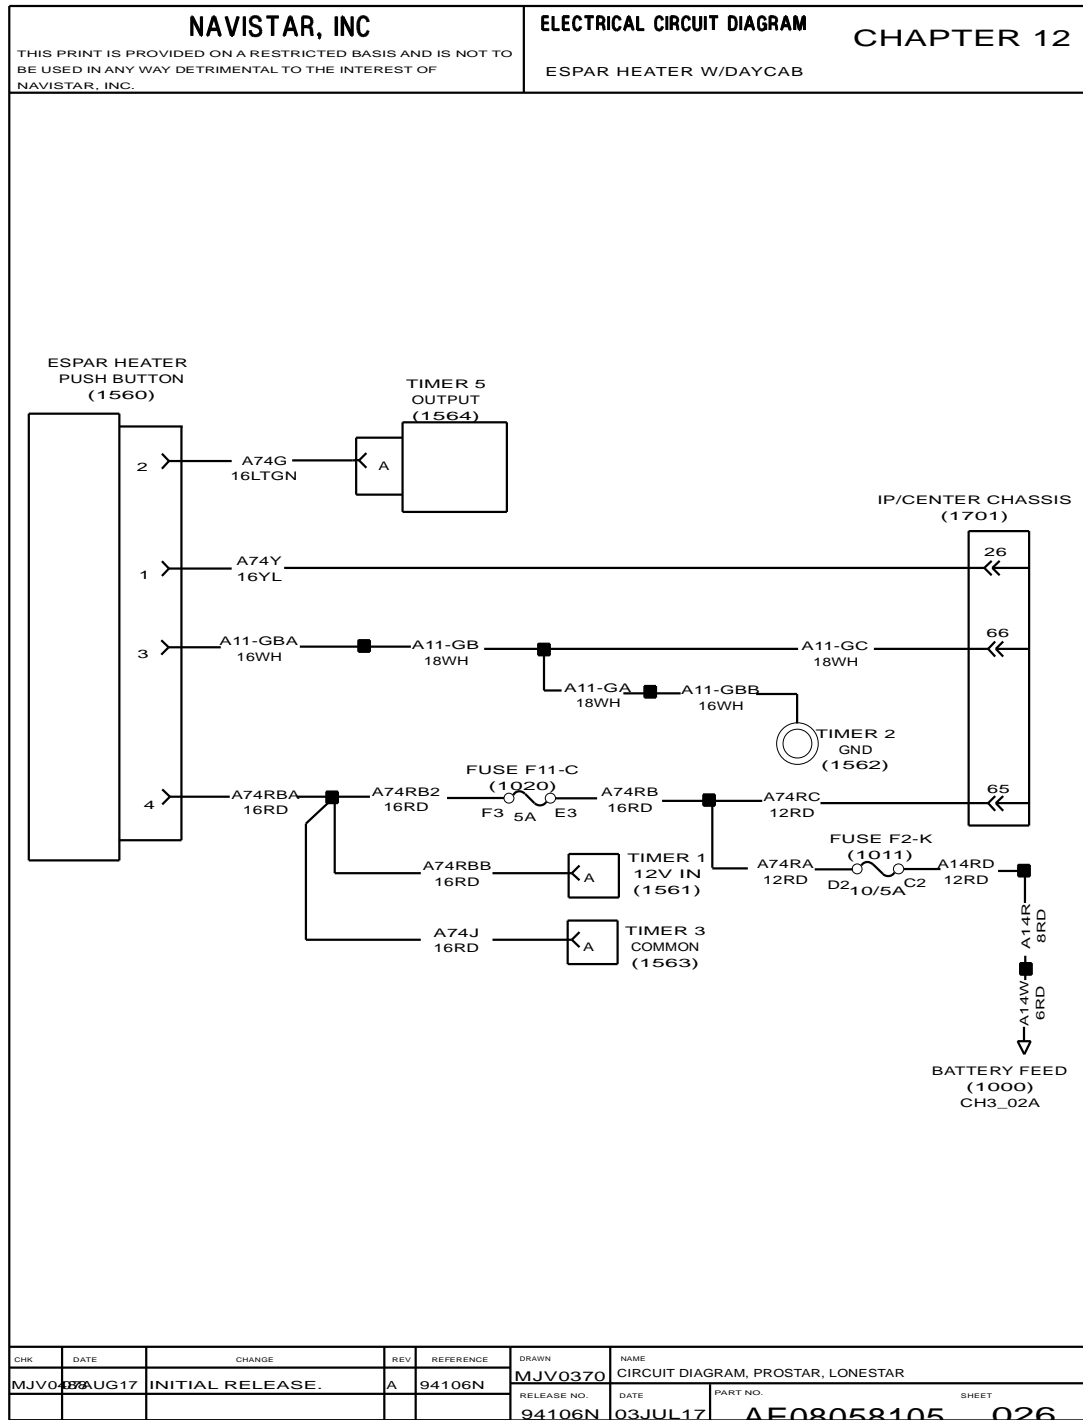 NAVISTAR, INC
THIS PRINT IS PROVIDED ON A RESTRICTED BASIS AND IS NOT TO
BE USED IN ANY WAY DETRIMENTAL TO THE INTEREST OF
NAVISTAR, INC.
ELECTRICAL CIRCUIT DIAGRAM
CHAPTER 12
ESPAR HEATER W/DAYCAB
ESPAR HEATER
PUSH BUTTON
(1560)
TIMER 5
OUTPUT
(1564)
2
A74G
16LTGN
A
IP/CENTER CHASSIS
(1701)
1
A74Y
16YL
26
3
A11-GBA
16WH
A11-GB
18WH
A11-GC
18WH
66
A11-GA
18WH
A11-GBB
16WH
TIMER 2
GND
(1562)
4
A74RBA
16RD
A74RB2
16RD
FUSE F11-C
(1020)
F3
5A
E3
A74RB
16RD
A74RC
12RD
65
A74RBB
16RD
A
TIMER 1
12V IN
(1561)
A74RA
12RD
FUSE F2-K
(1011)
D2
10/5A
C2
A14RD
12RD
A74J
16RD
A
TIMER 3
COMMON
(1563)
A14R
8RD
A14W
6RD
BATTERY FEED
(1000)
CH3_02A
CHK
DATE
CHANGE
REV
REFERENCE
DRAWN
NAME
AUG17
INITIAL RELEASE.
A
94106N
MJV0370
CIRCUIT DIAGRAM, PROSTAR, LONESTAR
RELEASE NO.
DATE
PART NO.
SHEET
94106N
03JUL17
AE08058105
026